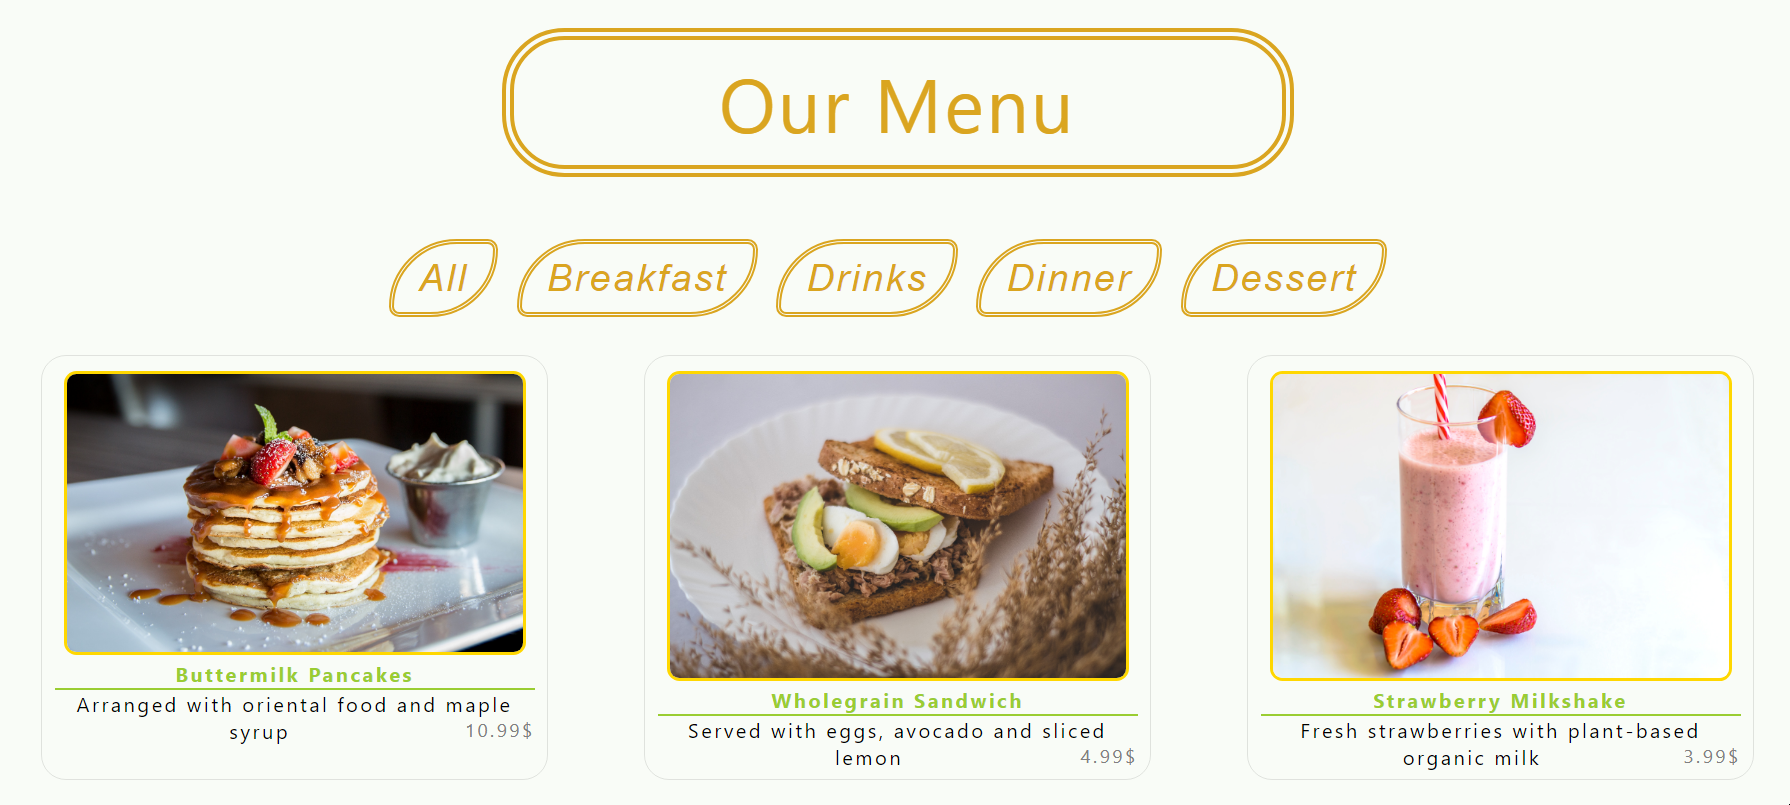 Our Menu
All
Breakfast
Drinks
Dinner
Dessert
Buttermilk Pancakes
Arranged with oriental food and maple
syrup
10.99$
Wholegrain Sandwich
Served with eggs, avocado and sliced
lemon
4.99$
Strawberry Milkshake
Fresh strawberries with plant-based
organic milk
3.99$